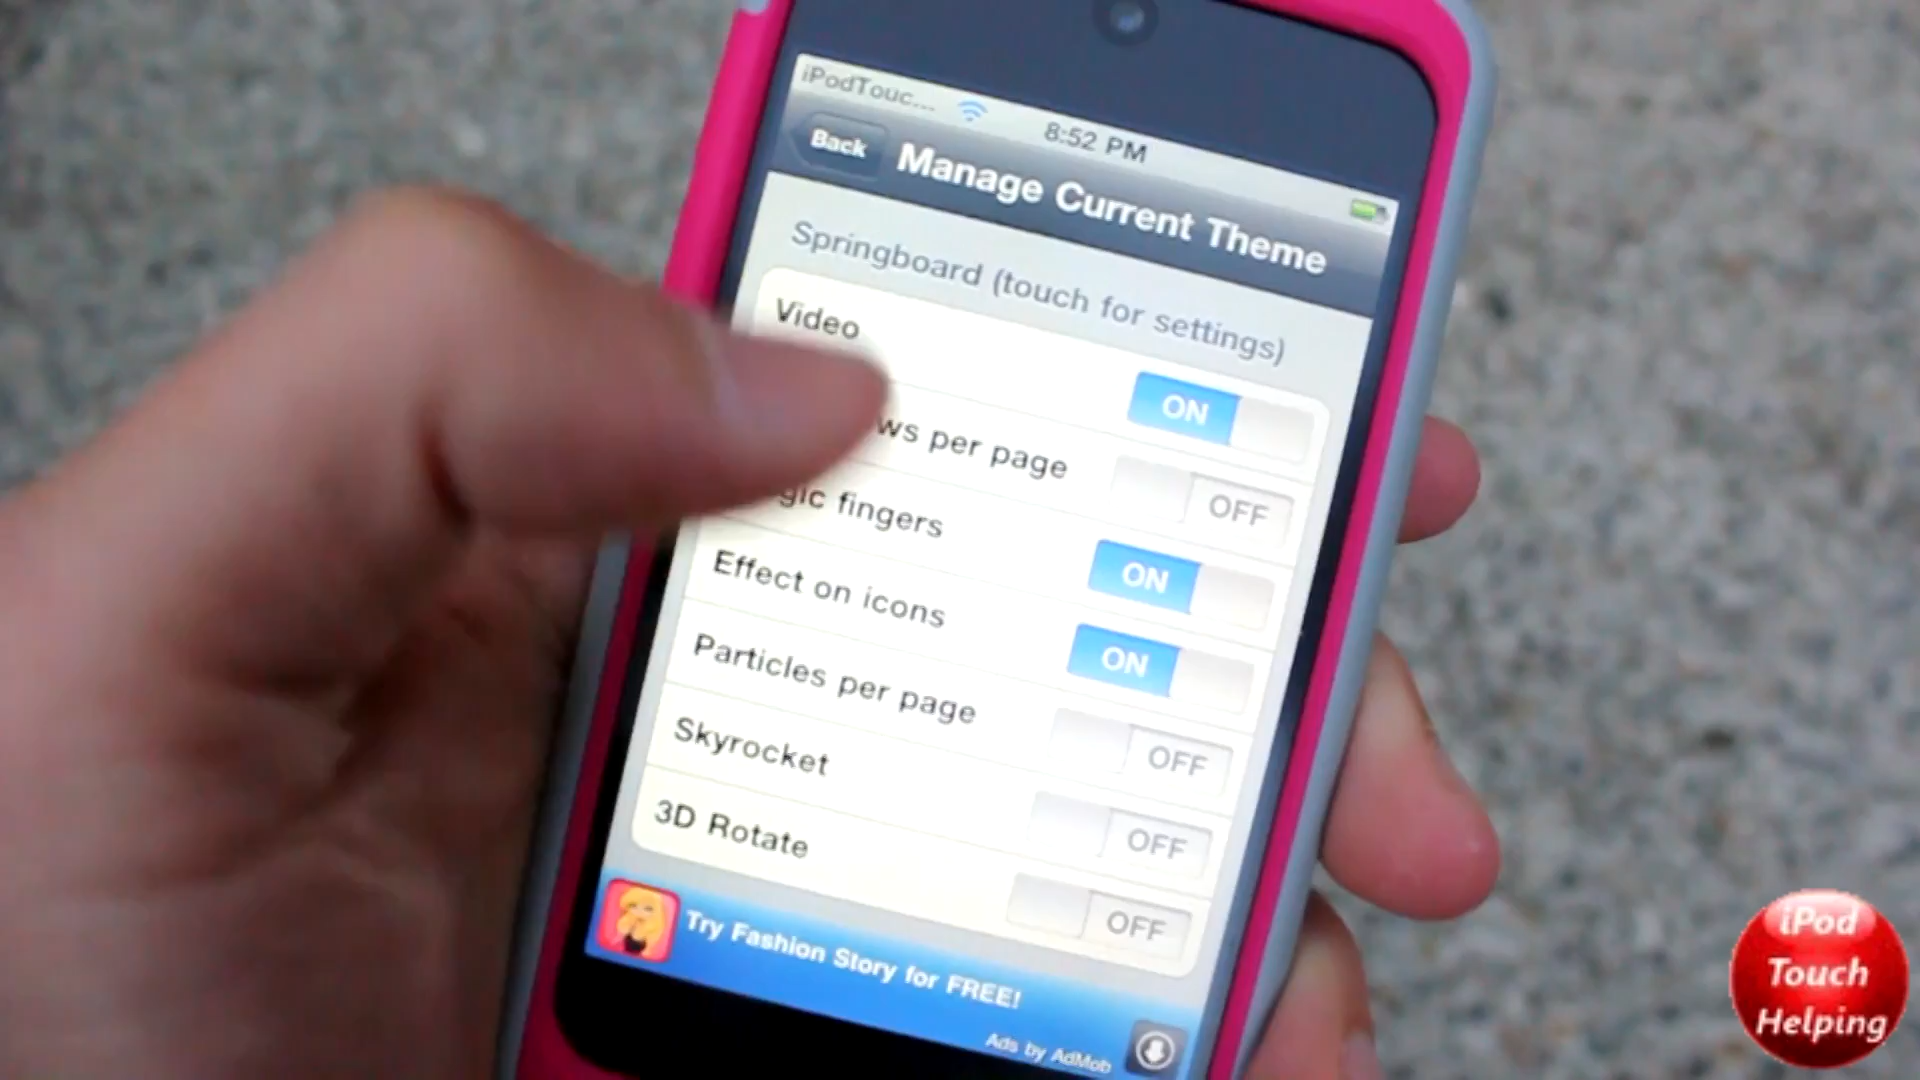 iPodTouc...
8:52 PM
Back
Manage Current Theme
Springboard (touch for settings)
Video
ON
per page
OFF
fingers
ON
Effect on icons
ON
Particles per page
OFF
Skyrocket
OFF
3D Rotate
OFF
Try Fashion Story for FREE!
Ads by AdMob
iPod
Touch
Helping